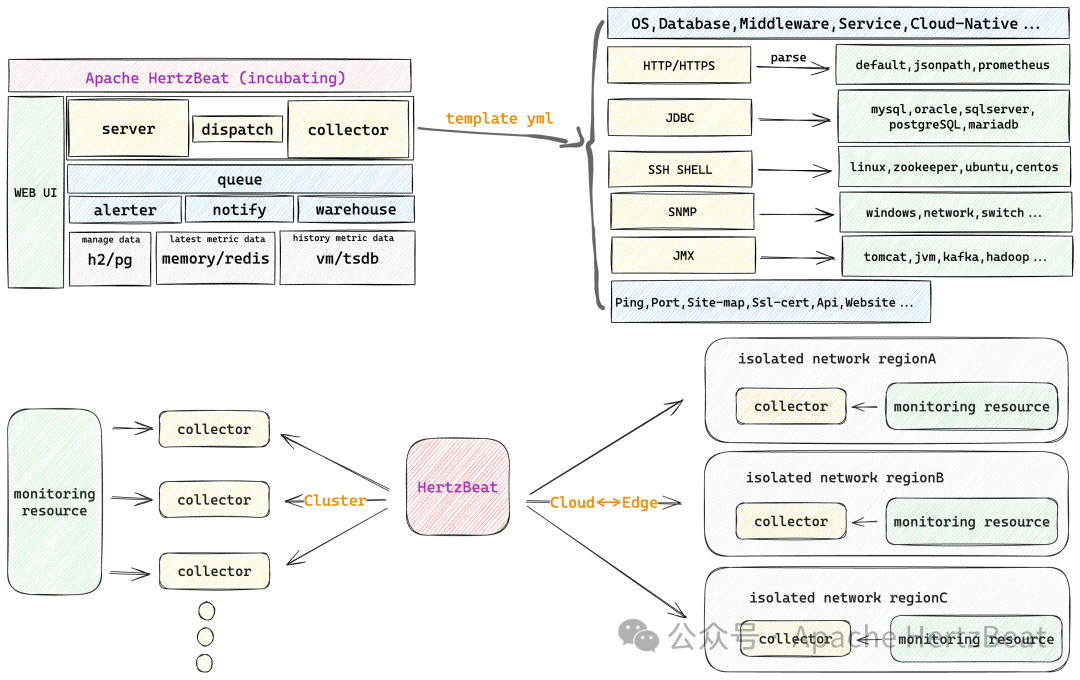 Apache HertzBeat (incubating)
WEB UI
server
dispatch
collector
queue
alerter
notify
warehouse
manage data
h2/pg
latest metric data
memory/redis
history metric data
vm/tsdb
template yml
OS,Database,Middleware,Service,Cloud-Native ...
HTTP/HTTPS
parse
default,jsonpath,prometheus
JDBC
mysql,oracle,sqlserver,
postgreSQL,mariadb
SSH SHELL
linux,zookeeper,ubuntu,centos
SNMP
windows,network,switch ...
JMX
tomcat,jvm,kafka,hadoop ...
Ping,Port,Site-map,Ssl-cert,Api,Website ...
monitoring
resource
collector
collector
collector
Cluster
HertzBeat
Cloud<->Edge
isolated network regionA
collector
monitoring resource
isolated network regionB
collector
monitoring resource
isolated network regionC
collector
monitoring resource
公众号 · Apache HertzBeat